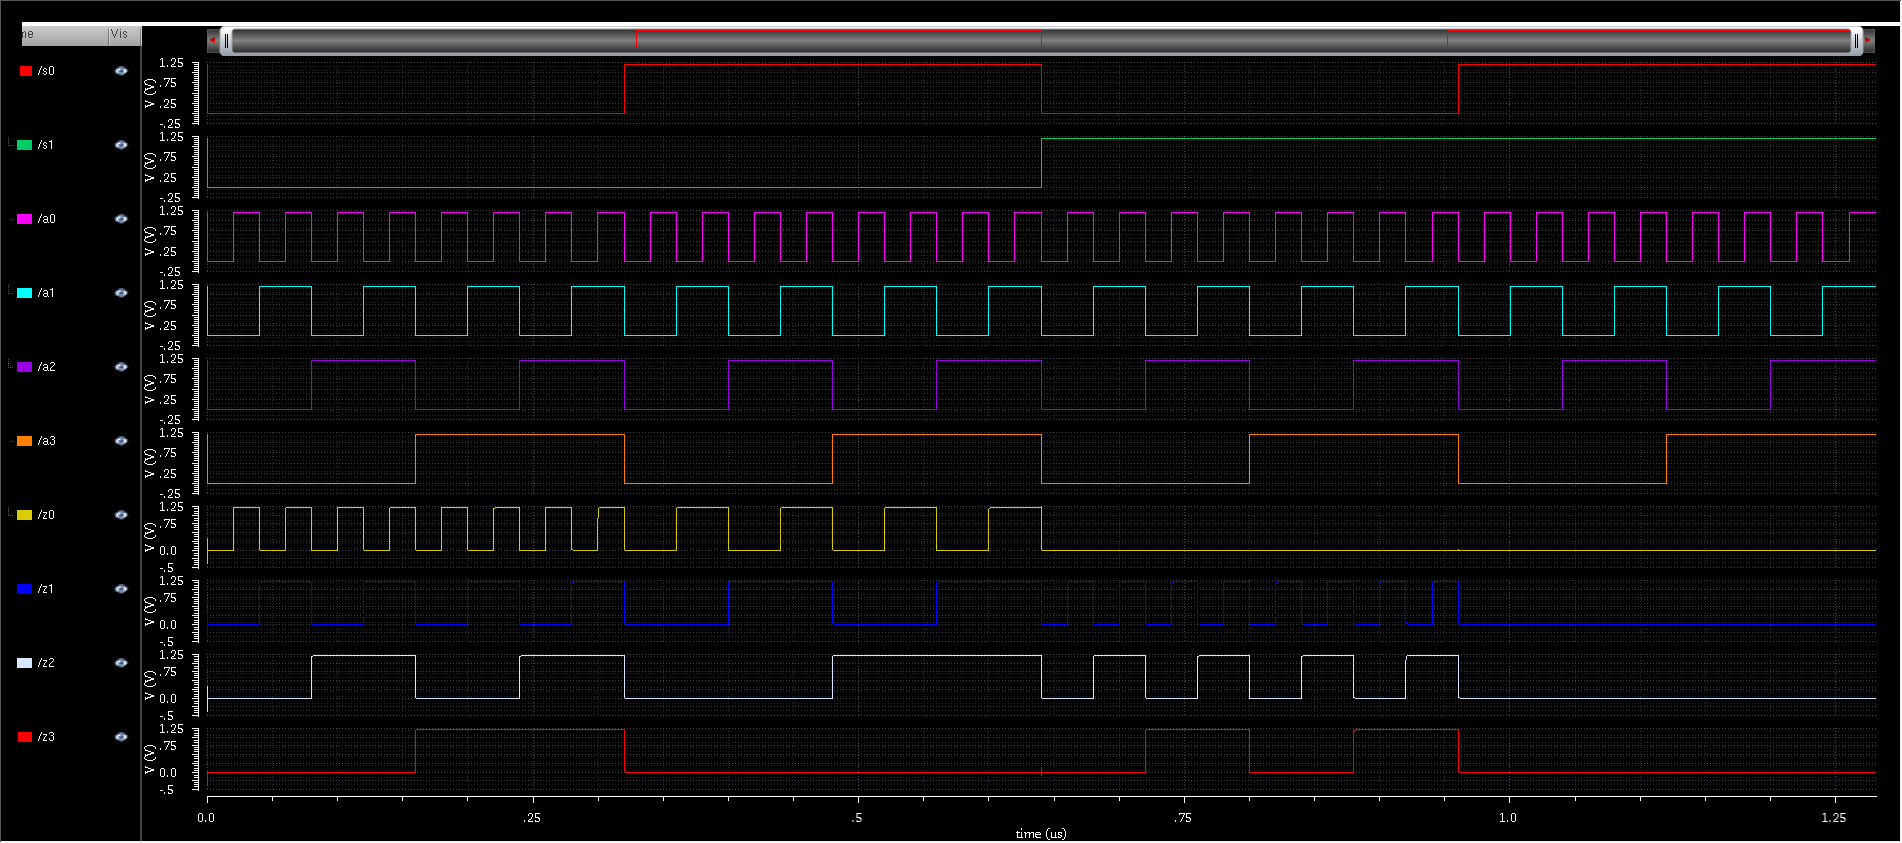 me Vis
/s0 V (V) 1.25 .75 .25 -.25
/s1 V (V) 1.25 .75 .25 -.25
/a0 V (V) 1.25 .75 .25 -.25
/a1 V (V) 1.25 .75 .25 -.25
/a2 V (V) 1.25 .75 .25 -.25
/a3 V (V) 1.25 .75 .25 -.25
/z0 V (V) 1.25 .75 0.0 -.5
/z1 V (V) 1.25 .75 0.0 -.5
/z2 V (V) 1.25 .75 0.0 -.5
/z3 V (V) 1.25 .75 0.0 -.5
0.0 .25 .5 .75 1.0 1.25
time (us)